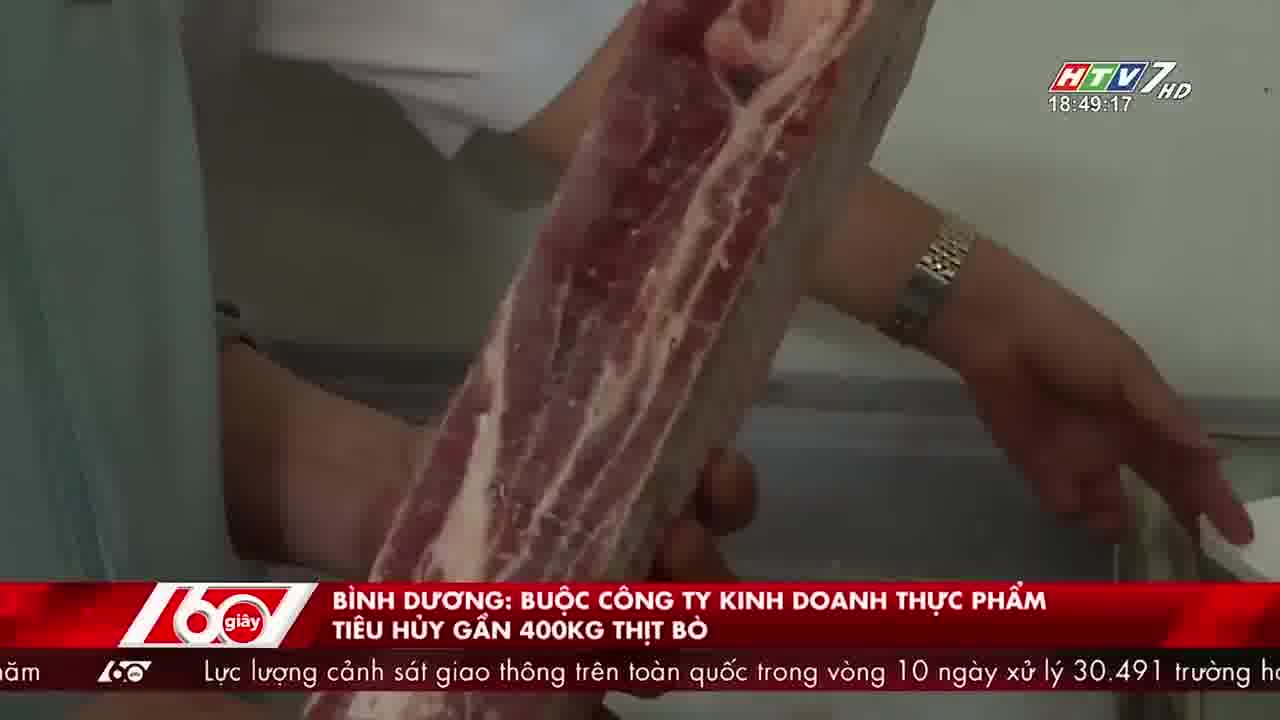 HTV7 HD
18:49:17
60 giây
BÌNH DƯƠNG: BUỘC CÔNG TY KINH DOANH THỰC PHẨM
TIÊU HỦY GẦN 400KG THỊT BÒ
năm 60 Lực lượng cảnh sát giao thông trên toàn quốc trong vòng 10 ngày xử lý 30.491 trường